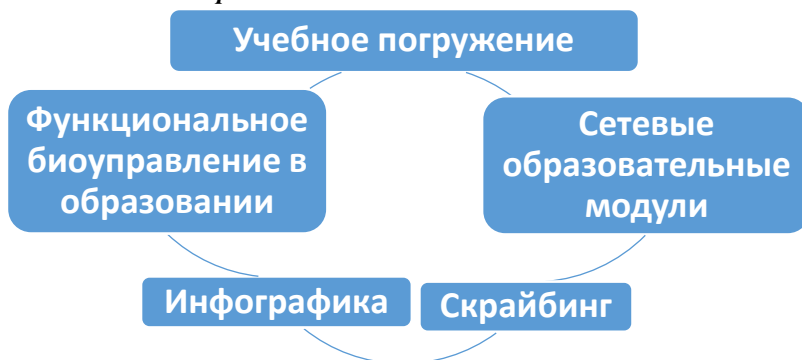 Учебное погружение
Функциональное
биоуправление в
образовании
Сетевые
образовательные
модули
Инфографика
Скрайбинг